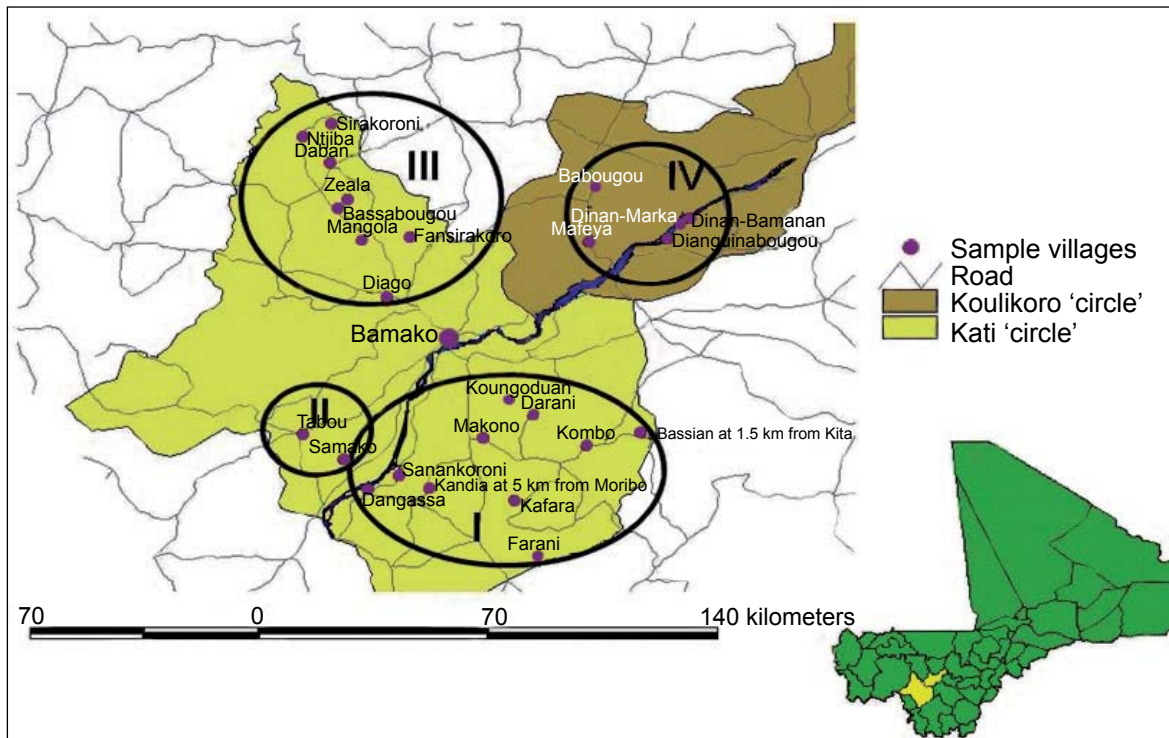 Sirakoroni
Ntjiba
Daban
III
Zeala
Bassabougou
Mangola
Fansirakoro
Diago
Babougou
IV
Dinan-Marka
Dinan-Bamanan
Mafeya
Dianguinabougou
Bamako
Koungoduan
Darani
II
Tabou
Makono
Kombo
Bassian at 1.5 km from Kita
Samako
Sanankoroni
Kandia at 5 km from Moribo
Dangassa
Kafara
I
Farani
Sample villages
Road
Koulikoro ‘circle’
Kati ‘circle’
70 0 70 140 kilometers